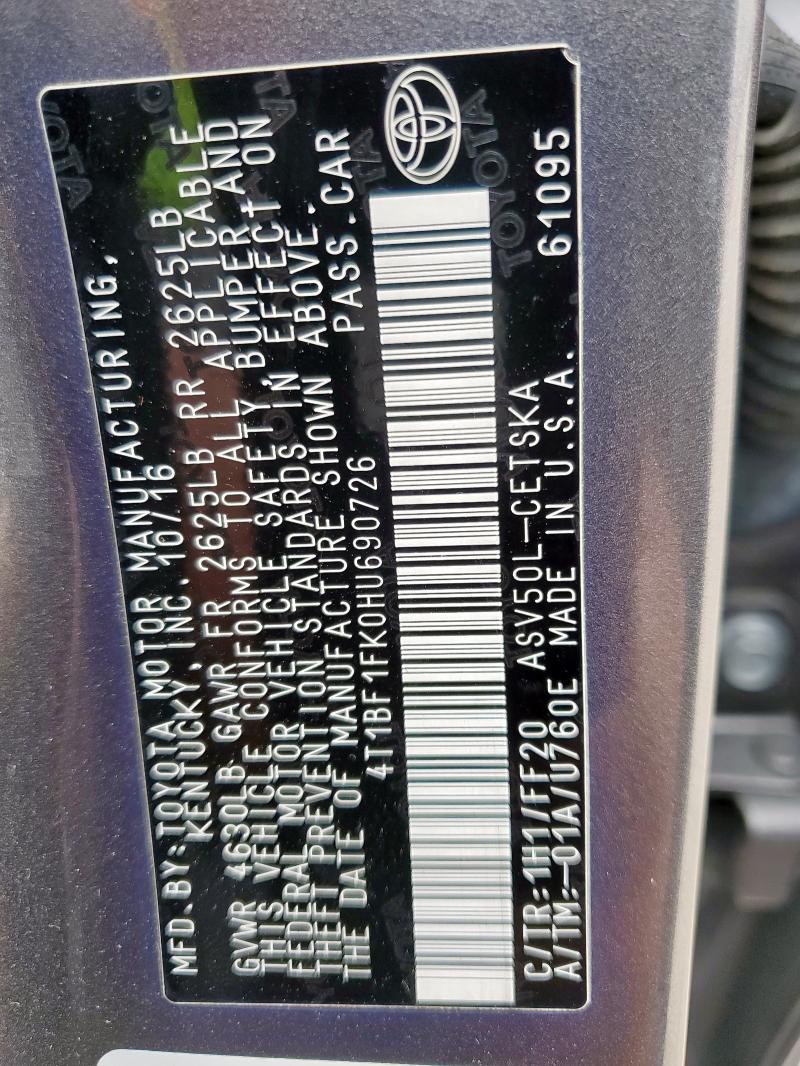 MFD.BY:TOYOTA MOTOR MANUFACTURING,
KENTUCKY,INC.10/16
GVWR 4630LB GAWR FR 2625LB RR 2625LB
THIS VEHICLE CONFORMS TO ALL APPLICABLE
FEDERAL MOTOR VEHICLE SAFETY,BUMPER AND
THEFT PREVENTION STANDARDS IN EFFECT ON
THE DATE OF MANUFACTURE SHOWN ABOVE.
4T1BF1FK0HU690726 PASS.CAR
C/TR:1H1/FF20 ASV50L-CETSKA 61095
A/TM:-01A/U760E MADE IN U.S.A.